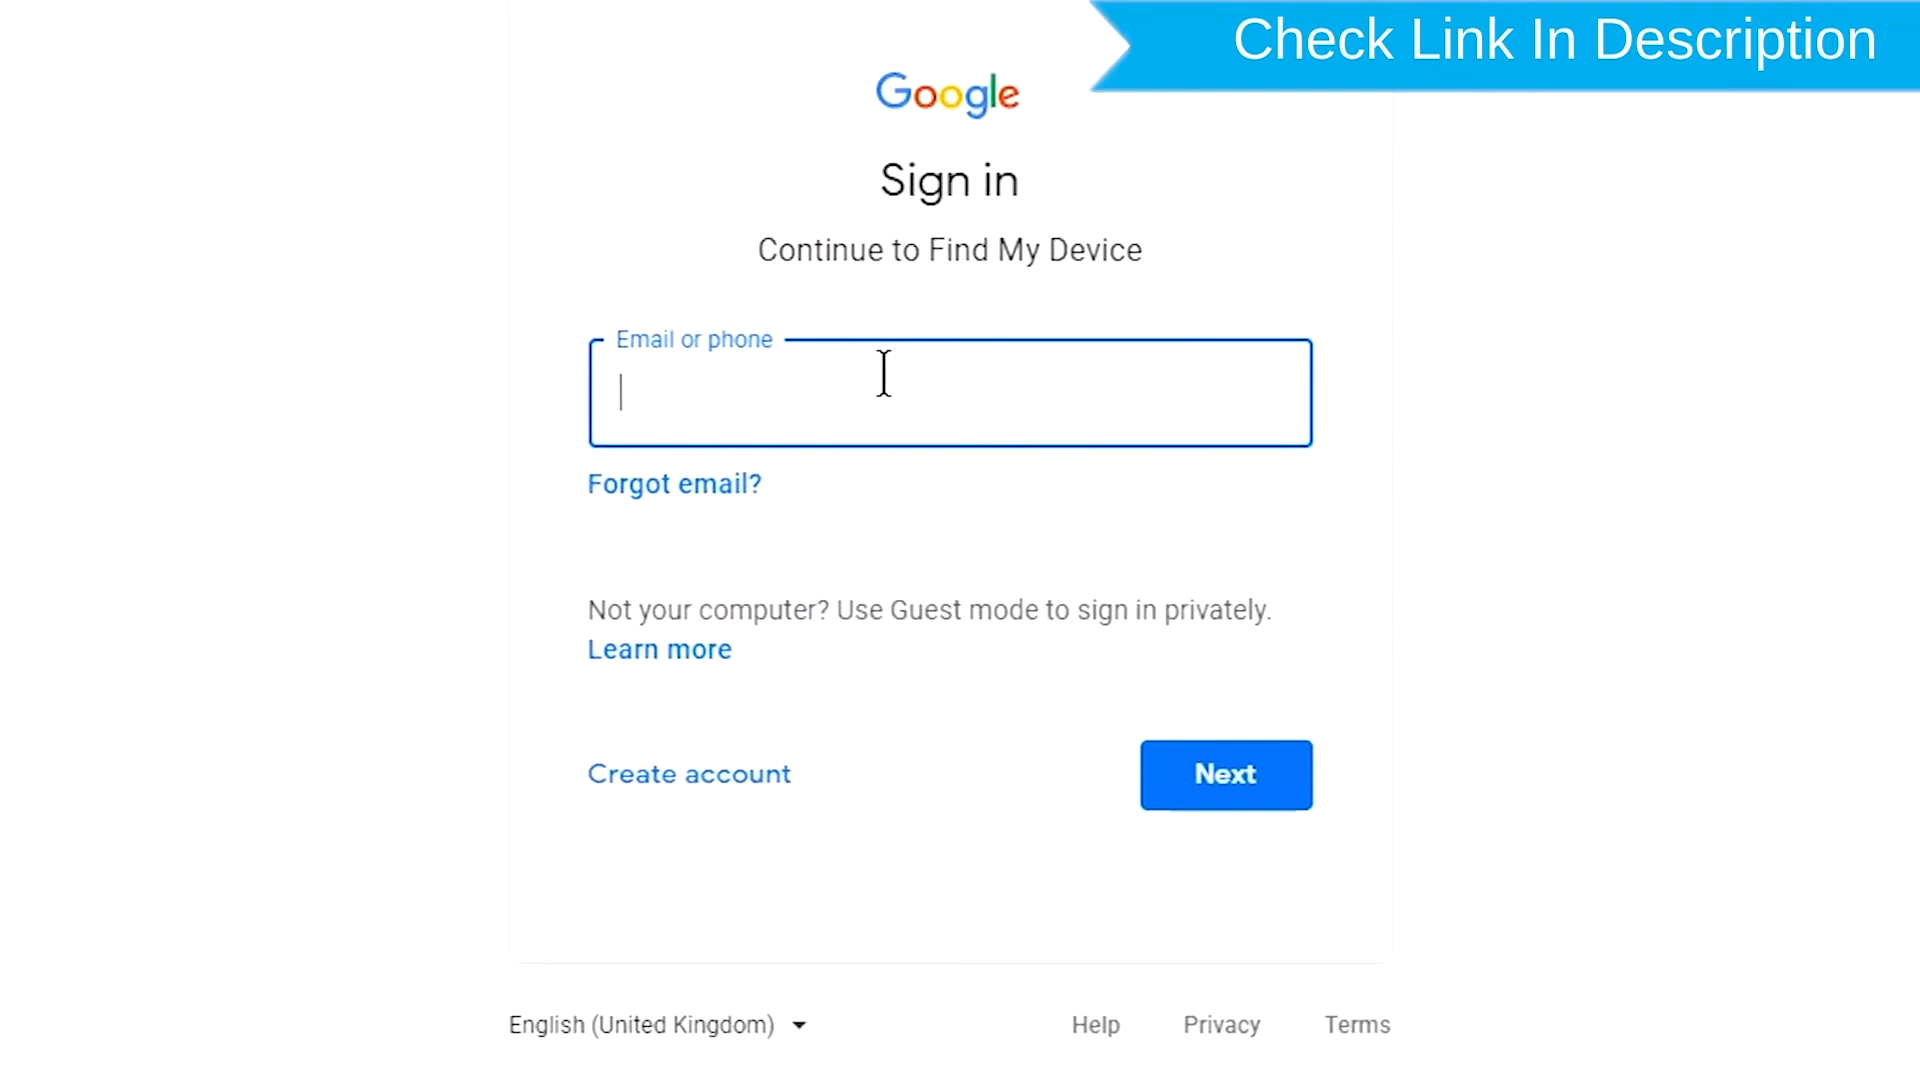 Check Link In Description
Google
Sign in
Continue to Find My Device
Email or phone
Forgot email?
Not your computer? Use Guest mode to sign in privately.
Learn more
Create account
Next
English (United Kingdom)
Help Privacy Terms